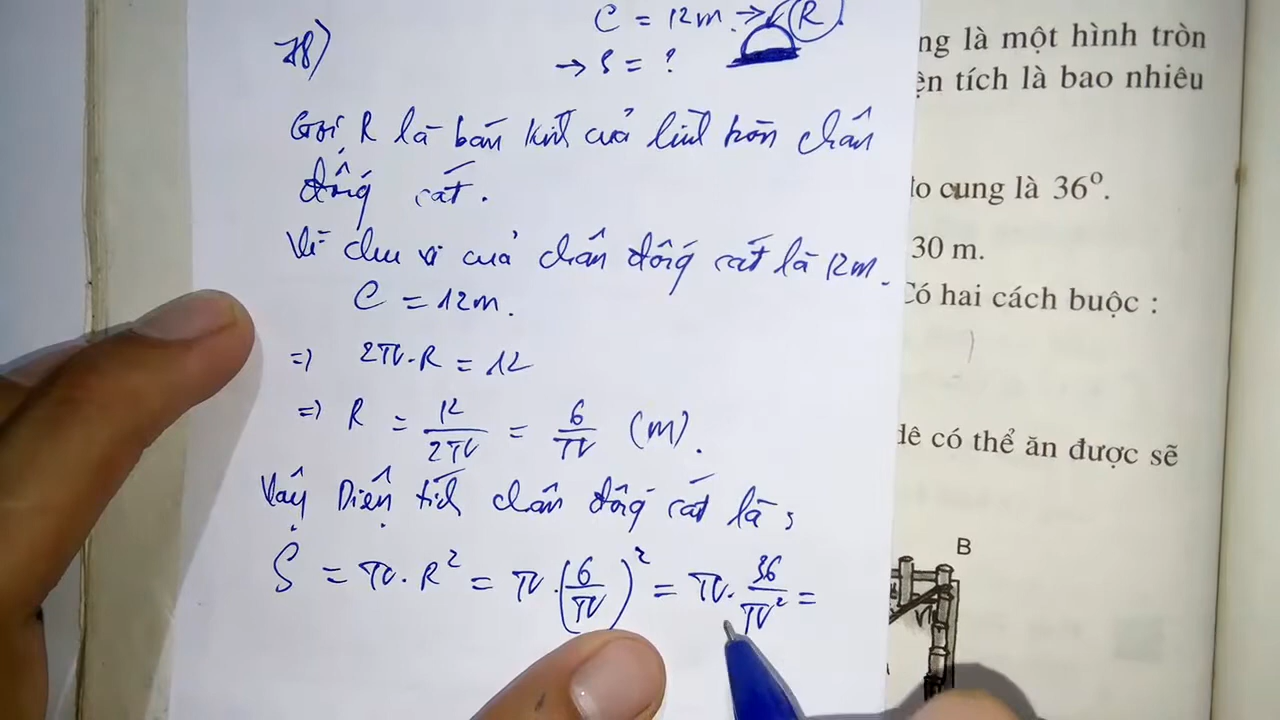 78)
C = 12m → R.
→ S = ?
Gọi R là bán kính của hình tròn chân
đống cát.
Vì chu vi của chân đống cát là 12m.
C = 12m.
=> 2π.R = 12
=> R = 12/2π = 6/π (m).
Vậy Diện tích chân đống cát là:
S = π.R² = π.(6/π)² = π.36/π² =
ng là một hình tròn
ện tích là bao nhiêu
đo cung là 36°.
30 m.
Có hai cách buộc :
dê có thể ăn được sẽ
B